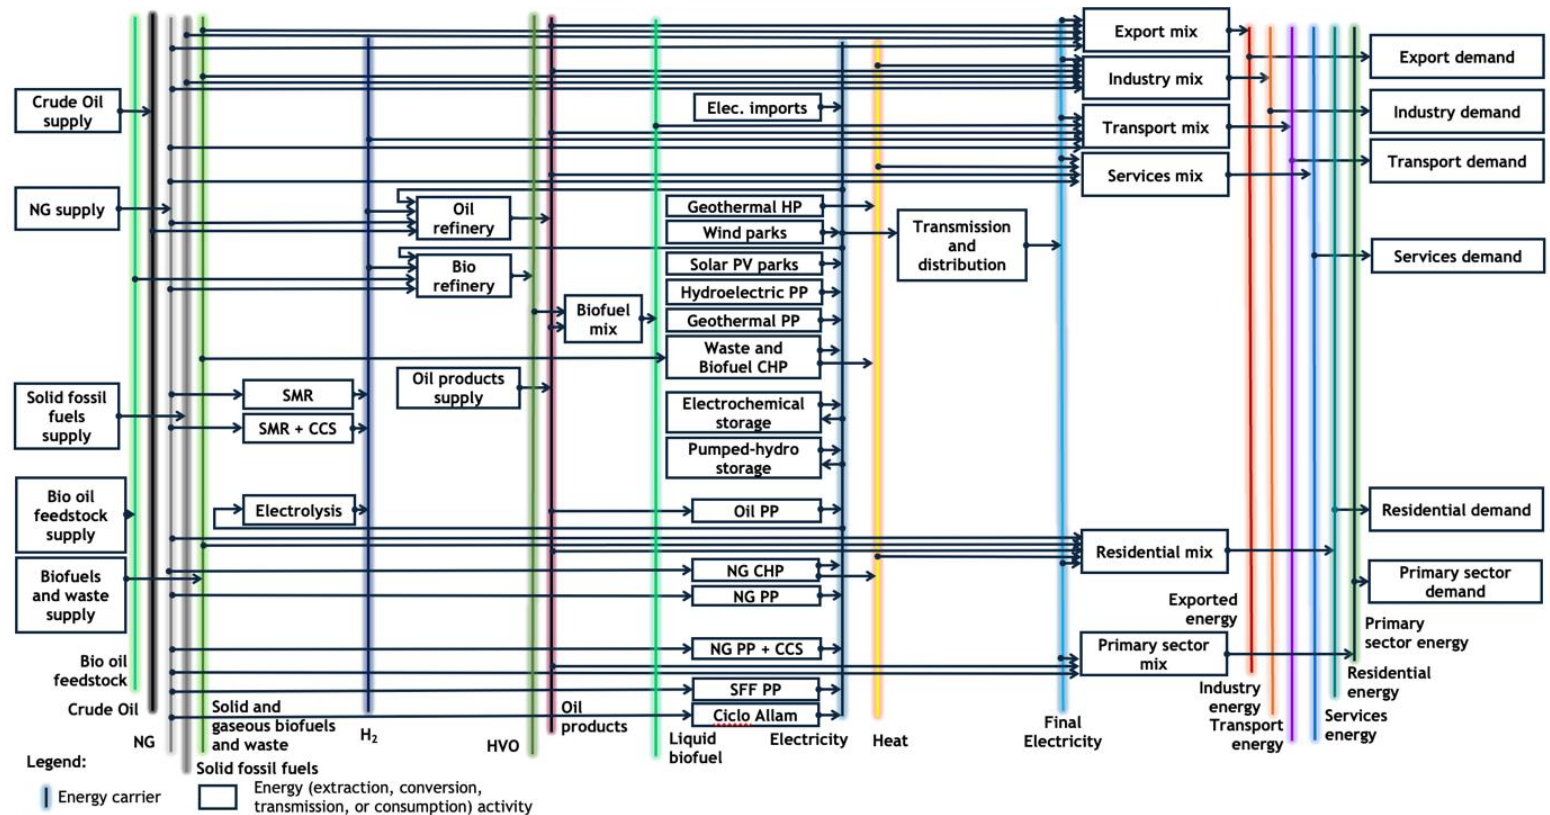 Export mix
Export demand
Industry mix
Crude Oil
supply
Elec. imports
Industry demand
Transport mix
Transport demand
Services mix
NG supply
Oil
refinery
Geothermal HP
Wind parks
Transmission
and
distribution
Services demand
Bio
refinery
Solar PV parks
Hydroelectric PP
Biofuel
mix
Geothermal PP
Waste and
Biofuel CHP
Solid fossil
fuels
supply
SMR
Oil products
supply
SMR + CCS
Electrochemical
storage
Pumped-hydro
storage
Bio oil
feedstock
supply
Electrolysis
Oil PP
Residential demand
Residential mix
Biofuels
and waste
supply
NG CHP
NG PP
Primary sector
demand
Exported
energy
Primary
sector energy
NG PP + CCS
Primary sector
mix
Bio oil
feedstock
SFF PP
Residential
energy
Industry
energy
Crude Oil
Solid and
gaseous biofuels
and waste
Oil
products
Ciclo Allam
Final
Electricity
Transport
energy
Services
energy
NG
H2
HVO
Liquid
biofuel
Electricity
Heat
Solid fossil fuels
Legend:
Energy carrier
Energy (extraction, conversion,
transmission, or consumption) activity